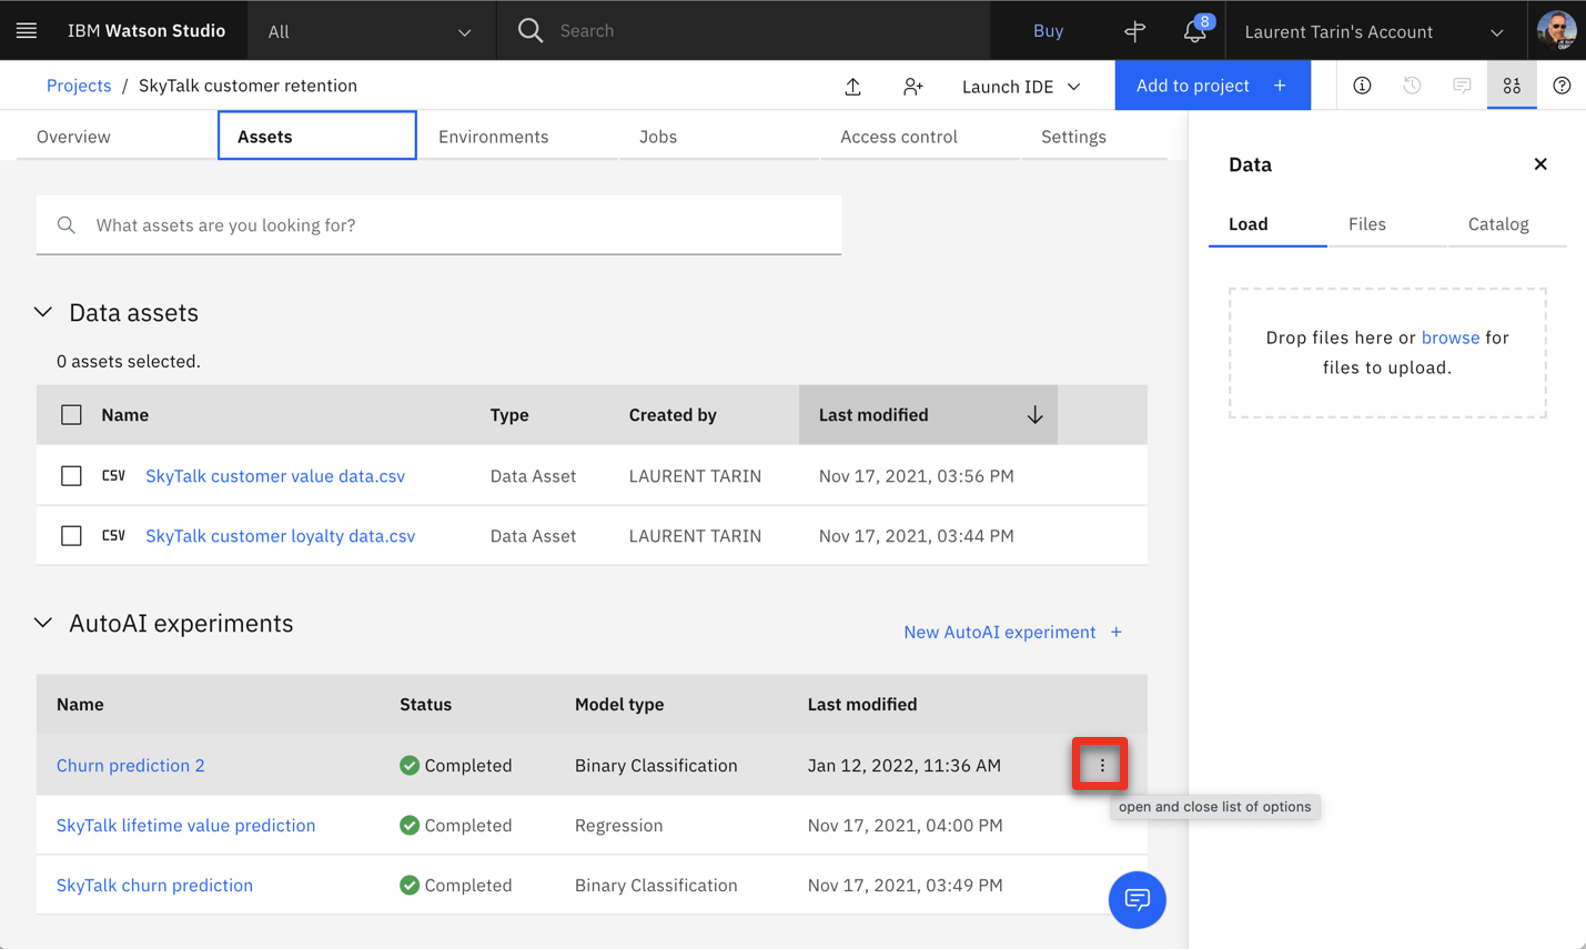 IBM Watson Studio
All
Search
Buy
8
Laurent Tarin's Account
Projects / SkyTalk customer retention
Launch IDE
Add to project +
Overview
Assets
Environments
Jobs
Access control
Settings
What assets are you looking for?
Data assets
0 assets selected.
Name Type Created by Last modified
CSV SkyTalk customer value data.csv Data Asset LAURENT TARIN Nov 17, 2021, 03:56 PM
CSV SkyTalk customer loyalty data.csv Data Asset LAURENT TARIN Nov 17, 2021, 03:44 PM
AutoAI experiments
New AutoAI experiment +
Name Status Model type Last modified
Churn prediction 2 Completed Binary Classification Jan 12, 2022, 11:36 AM
open and close list of options
SkyTalk lifetime value prediction Completed Regression Nov 17, 2021, 04:00 PM
SkyTalk churn prediction Completed Binary Classification Nov 17, 2021, 03:49 PM
Data
Load
Files
Catalog
Drop files here or browse for
files to upload.